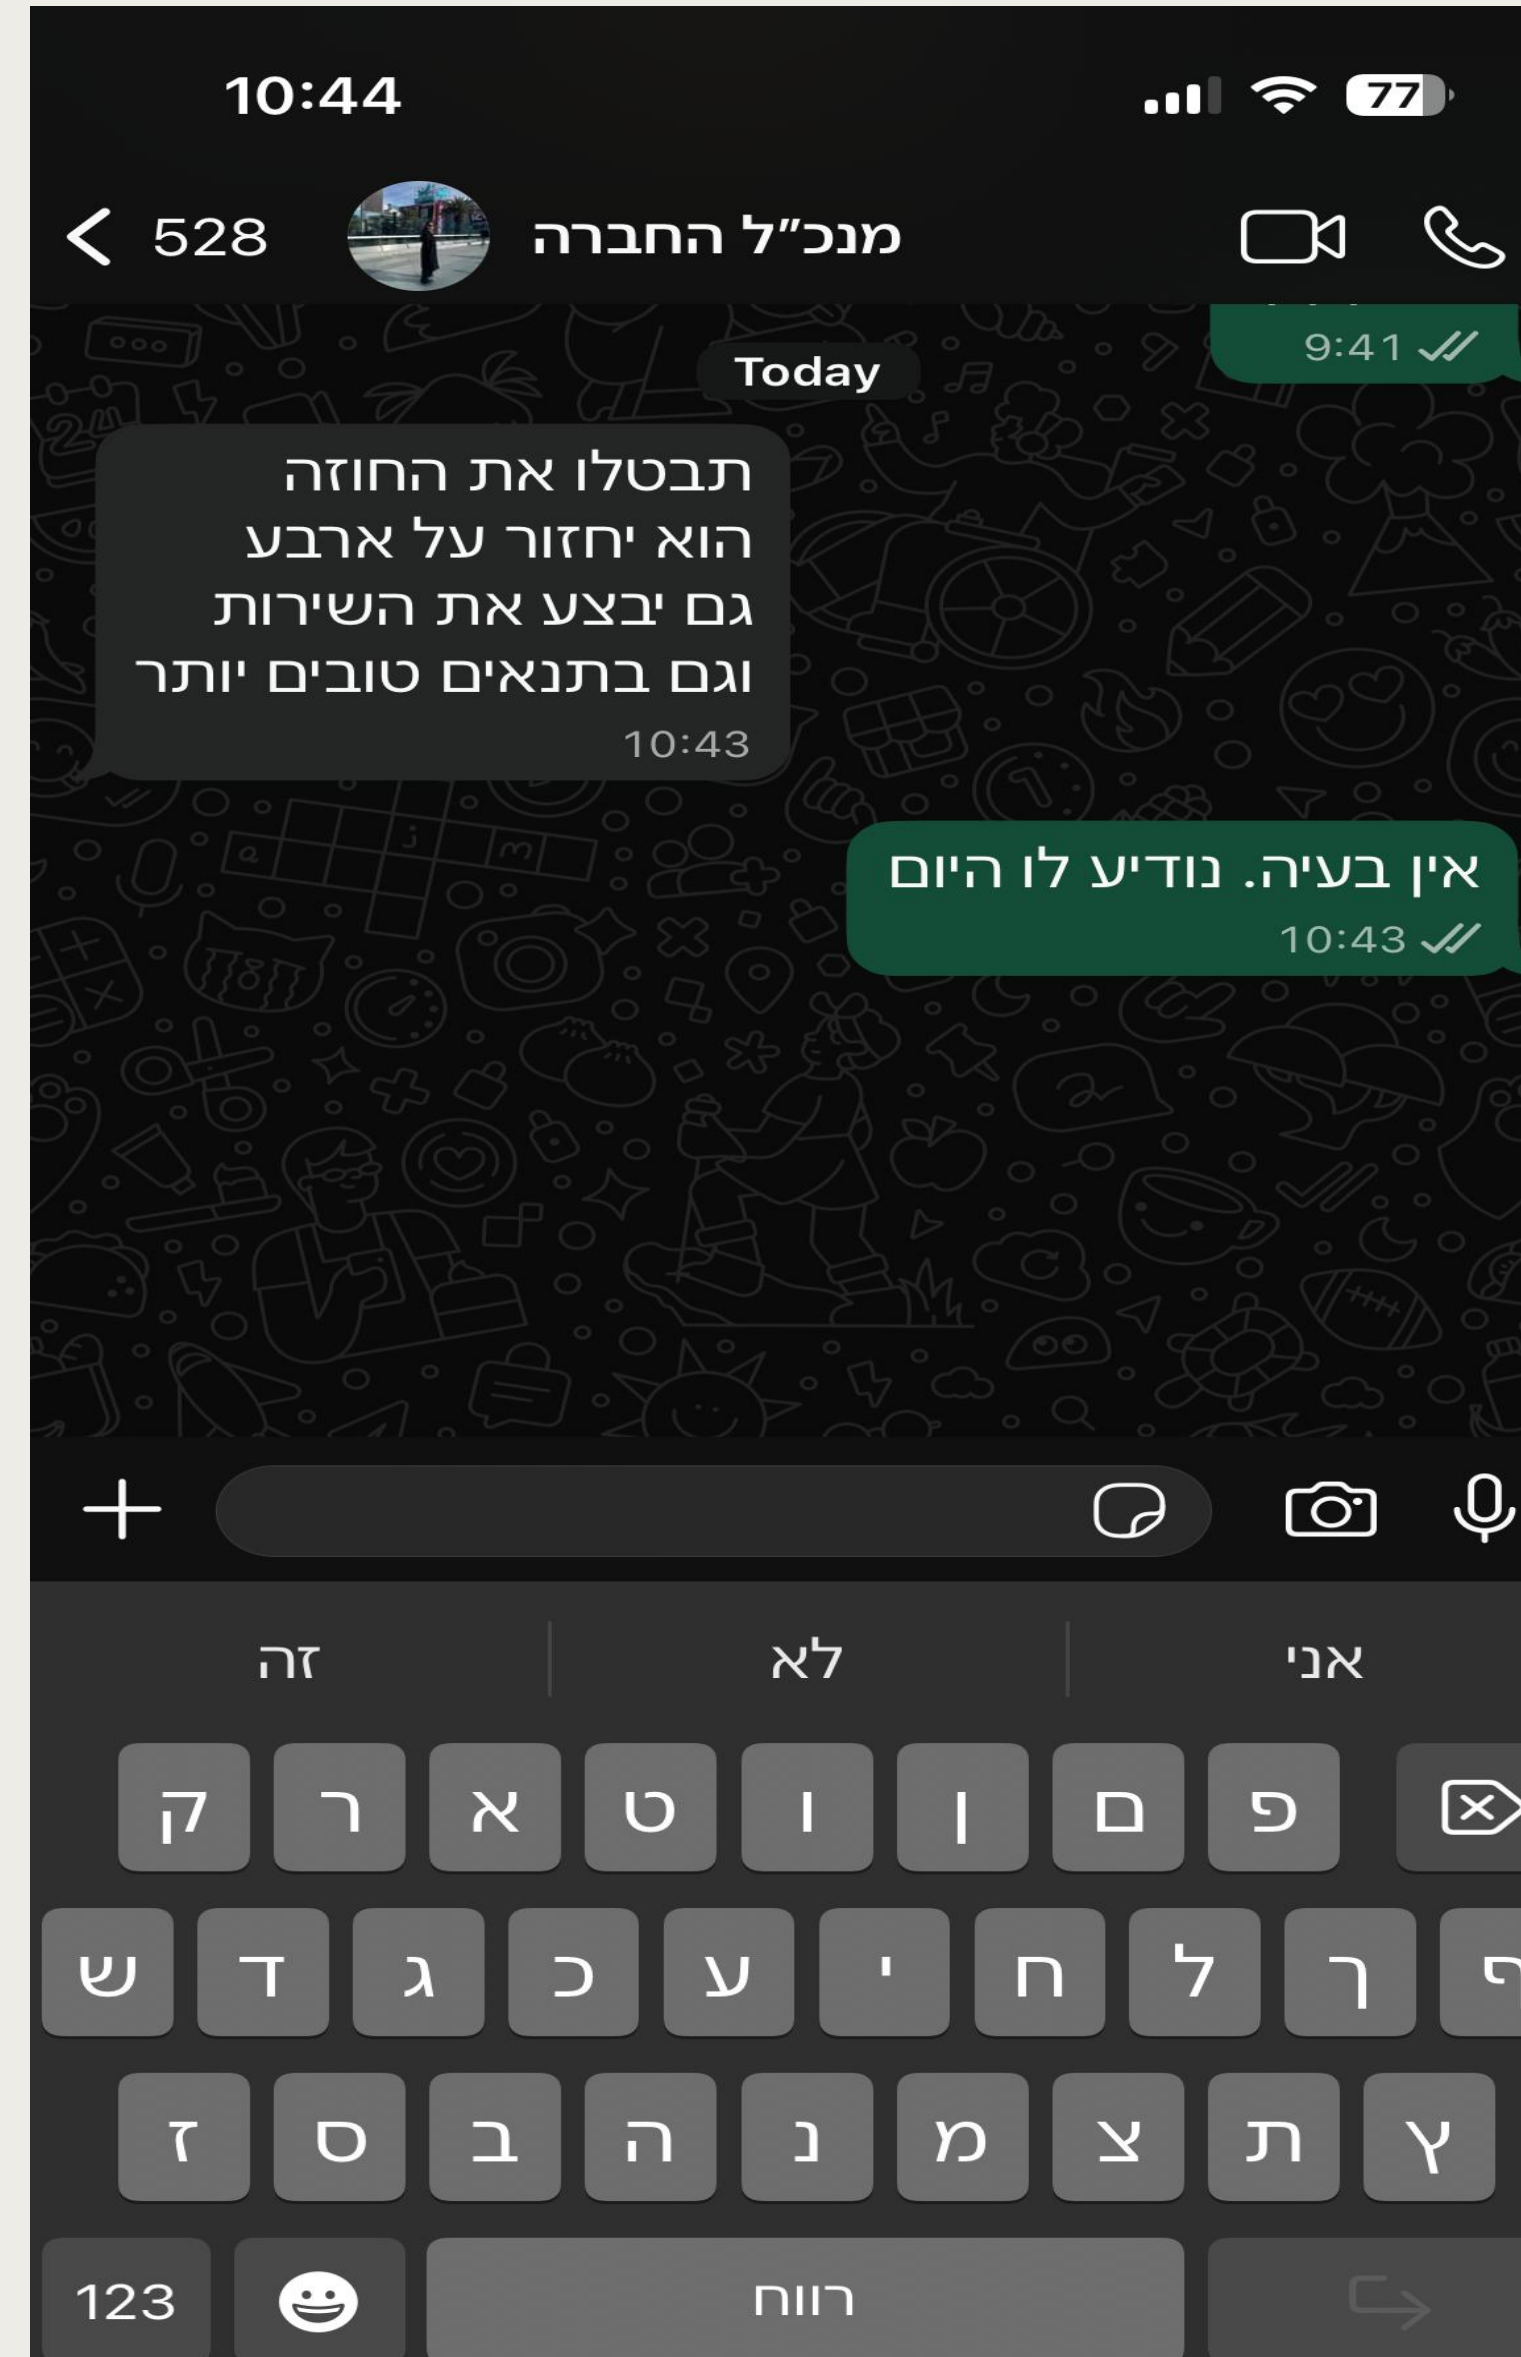 10:44
77
528
מנכ״ל החברה
9:41
Today
תבטלו את החוזה
הוא יחזור על ארבע
גם יבצע את השירות
וגם בתנאים טובים יותר
10:43
אין בעיה. נודיע לו היום
10:43
זה לא אני
ק ר א ט ו ן ם פ
ש ד ג כ ע י ח ל ך ף
ז ס ב ה נ מ צ ת ץ
123 רווח